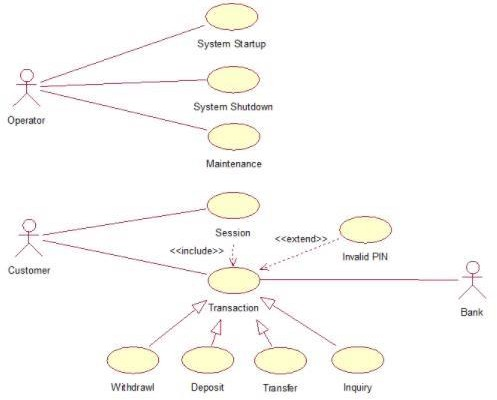 System Startup
Operator
System Shutdown
Maintenance
Session
<<include>>
<<extend>>
Invalid PIN
Customer
Transaction
Bank
Withdrawl
Deposit
Transfer
Inquiry